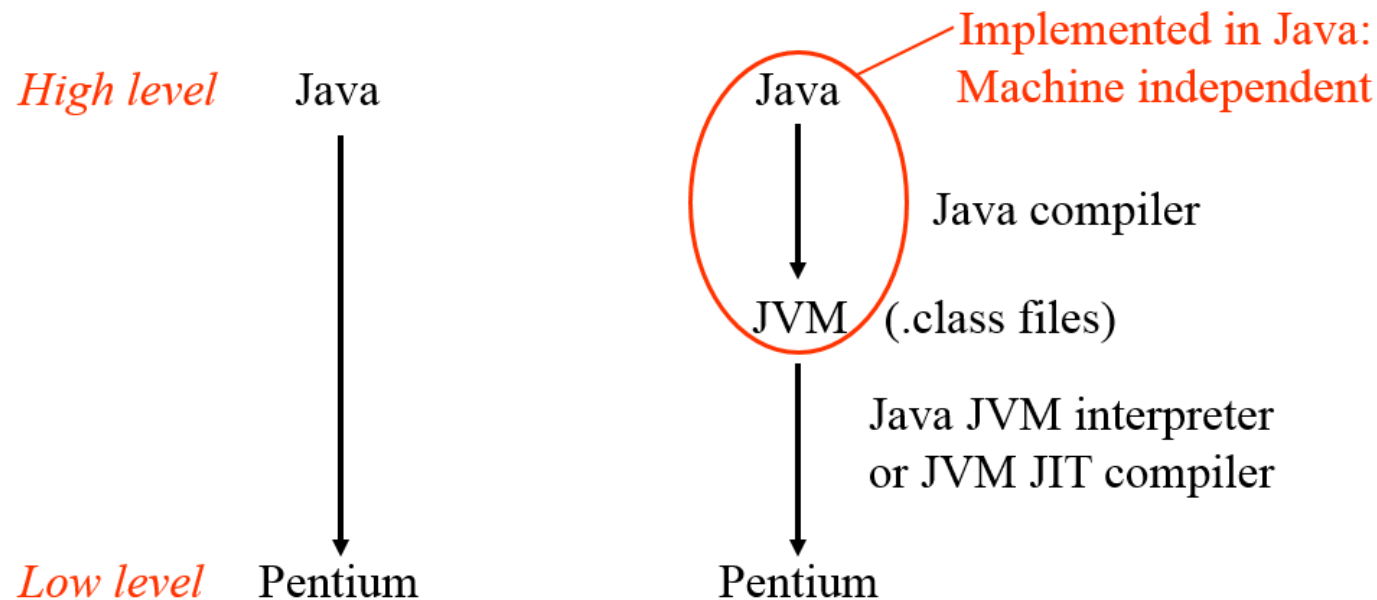 Implemented in Java:
High level Java Java Machine independent
Java compiler
JVM (.class files)
Java JVM interpreter
or JVM JIT compiler
Low level Pentium Pentium